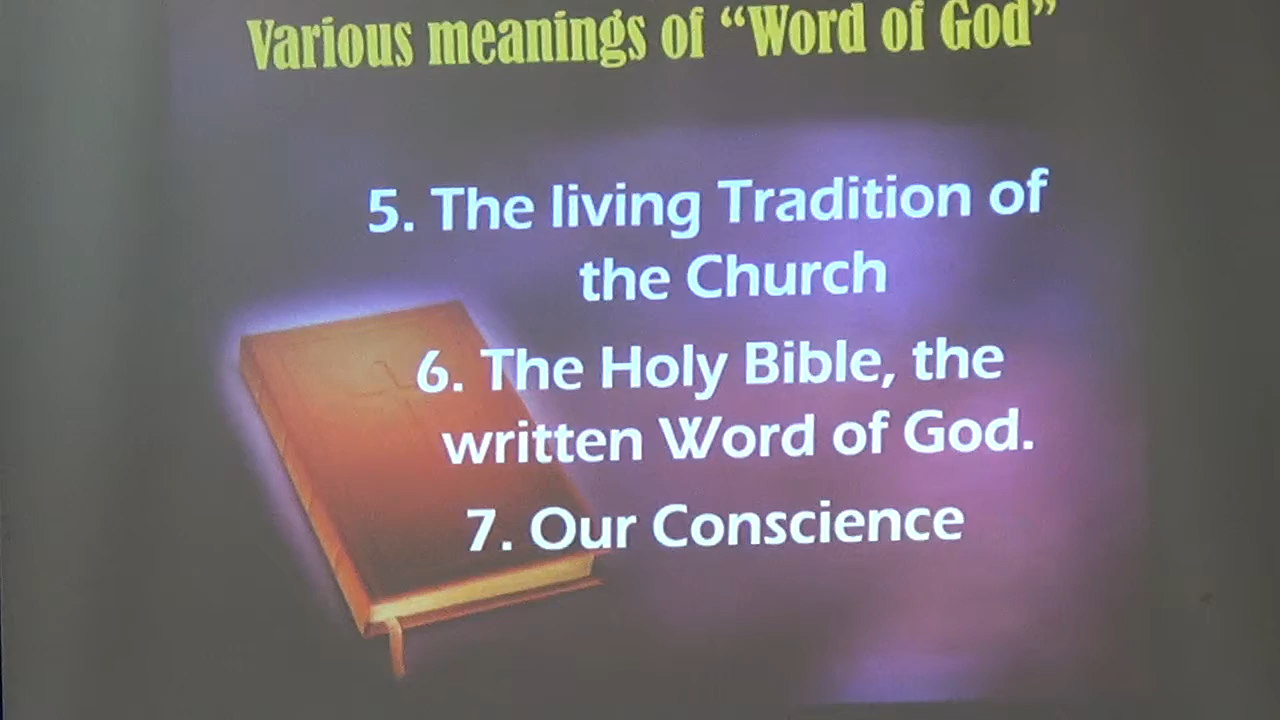 Various meanings of “Word of God”
5. The living Tradition of
the Church
6. The Holy Bible, the
written Word of God.
7. Our Conscience